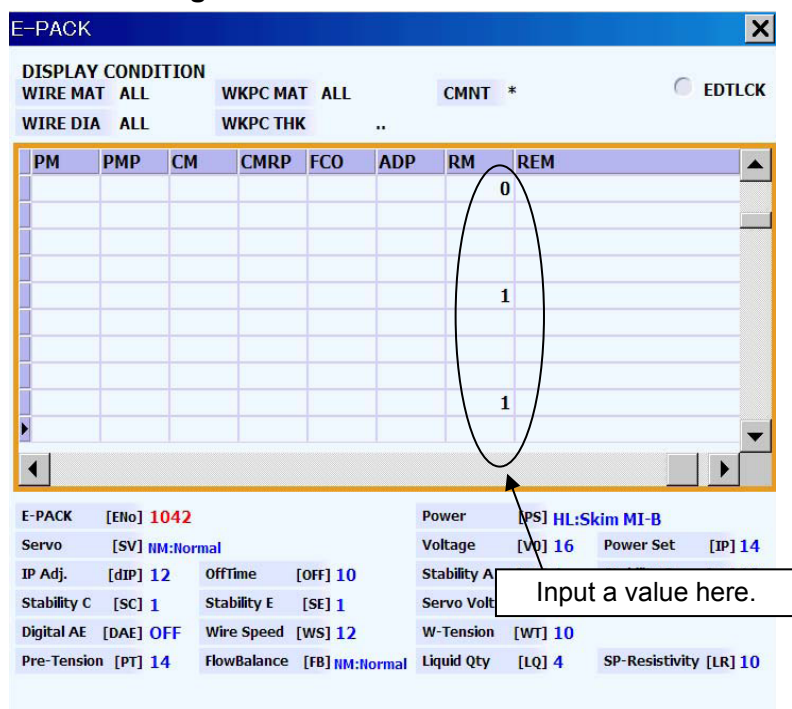 E-PACK
DISPLAY CONDITION
WIRE MAT ALL WKPC MAT ALL CMNT * EDTLCK
WIRE DIA ALL WKPC THK ..
PM PMP CM CMRP FCO ADP RM REM
0
1
1
E-PACK [ENo] 1042 Power [PS] HL:Skim MI-B
Servo [SV] NM:Normal Voltage [V0] 16 Power Set [IP] 14
IP Adj. [dIP] 12 OffTime [OFF] 10 Stability A
Input a value here.
Stability C [SC] 1 Stability E [SE] 1 Servo Volt
Digital AE [DAE] OFF Wire Speed [WS] 12 W-Tension [WT] 10
Pre-Tension [PT] 14 FlowBalance [FB] NM:Normal Liquid Qty [LQ] 4 SP-Resistivity [LR] 10